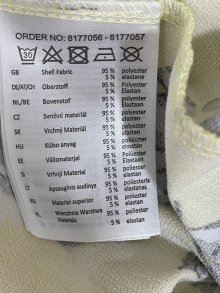 ORDER NO: 8177056 - 8177057
30
GB Shell Fabric 95 % polyester
5 % elastan
DE/AT/CH Oberstoff 95 % Polyester
5 % Elastan
NL/BE Bovenstof 95 % Polyester
5 % Elastaan
CZ Svrchní materiál 95 % polyester
5 % elastan
SK Vrchný Materiál 95 % polyester
5 % elastan
HU Külső anyag 95 % poliészter
5 % elasztán
EE Välismaterjal 95 % Polüester
5 % Elastaan
SI Vrhnji Material 95 % poliester
5 % elastan
LT Apsauginis audinys 95 % poliesteris
5 % elastanas
RO Material superior 95 % poliester
5 % elastan
PL Warstwa
Materiału 95 % poliester
5 % elastan